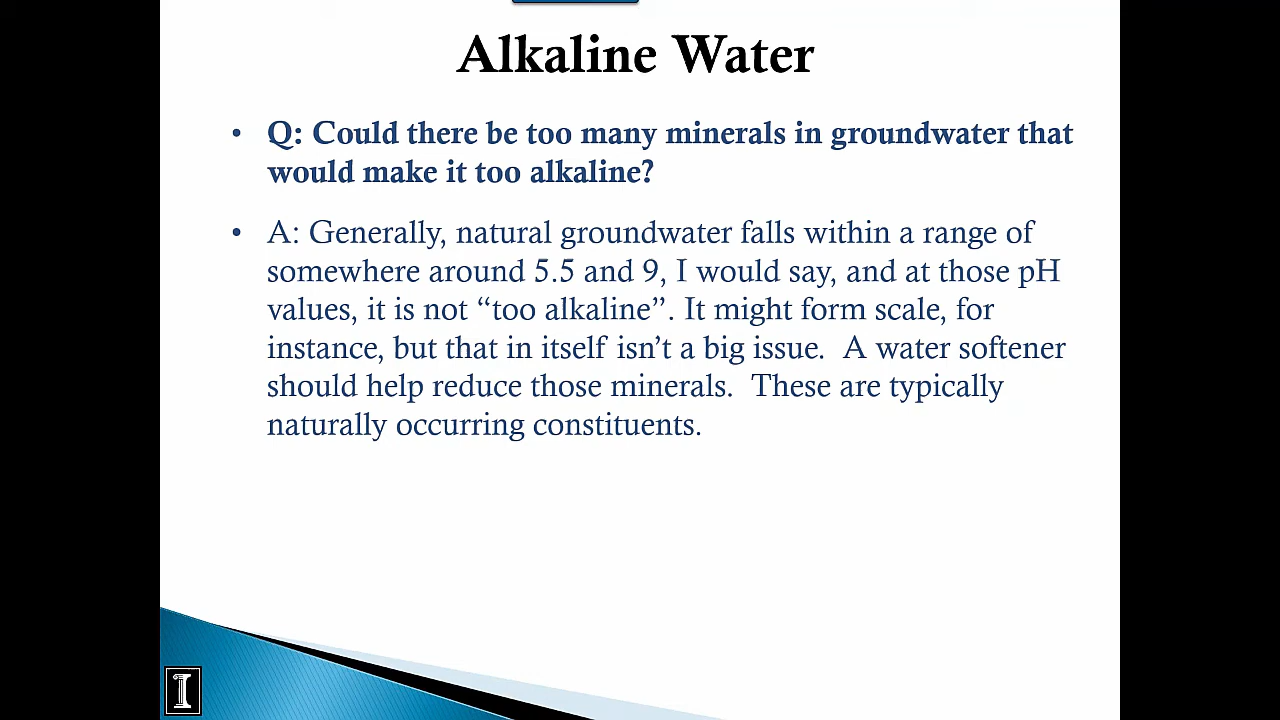 Alkaline Water
• Q: Could there be too many minerals in groundwater that
would make it too alkaline?
• A: Generally, natural groundwater falls within a range of
somewhere around 5.5 and 9, I would say, and at those pH
values, it is not “too alkaline”. It might form scale, for
instance, but that in itself isn’t a big issue.  A water softener
should help reduce those minerals.  These are typically
naturally occurring constituents.
I